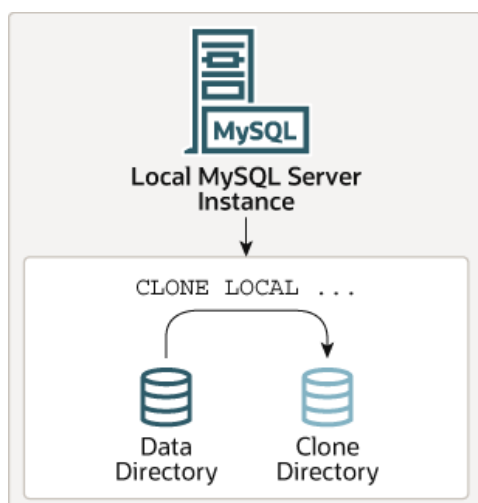 MySQL
Local MySQL Server
Instance
CLONE LOCAL ...
Data
Directory
Clone
Directory